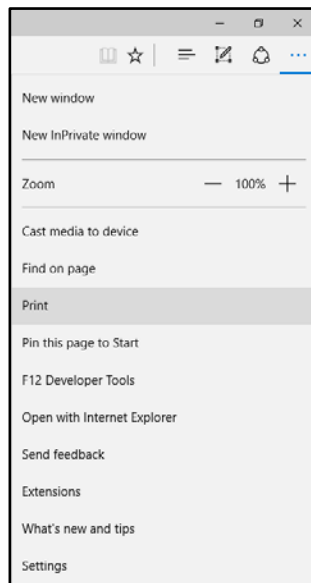 New window
New InPrivate window
Zoom — 100% +
Cast media to device
Find on page
Print
Pin this page to Start
F12 Developer Tools
Open with Internet Explorer
Send feedback
Extensions
What's new and tips
Settings